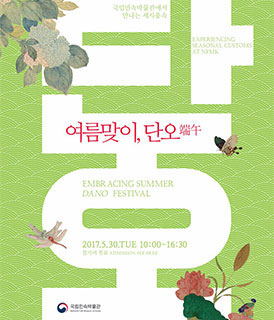 국립민속박물관에서
만나는 세시풍속
EXPERIENCING
SEASONAL CUSTOMS
AT NFMK
단오
여름맞이, 단오 端午
EMBRACING SUMMER
DANO FESTIVAL
2017.5.30.TUE 10:00~16:30
국립민속박물관